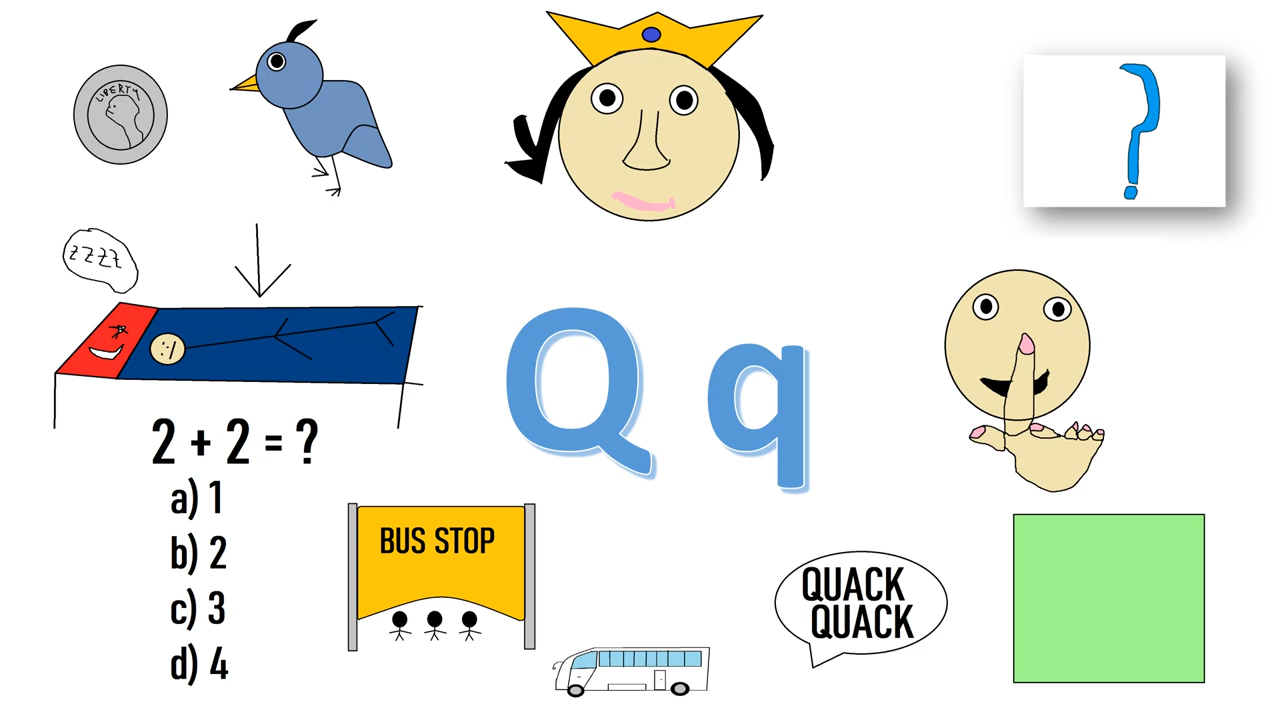 LIBERTY
?
ZZZZ
Q q
2 + 2 = ?
a) 1
b) 2
c) 3
d) 4
BUS STOP
QUACK
QUACK